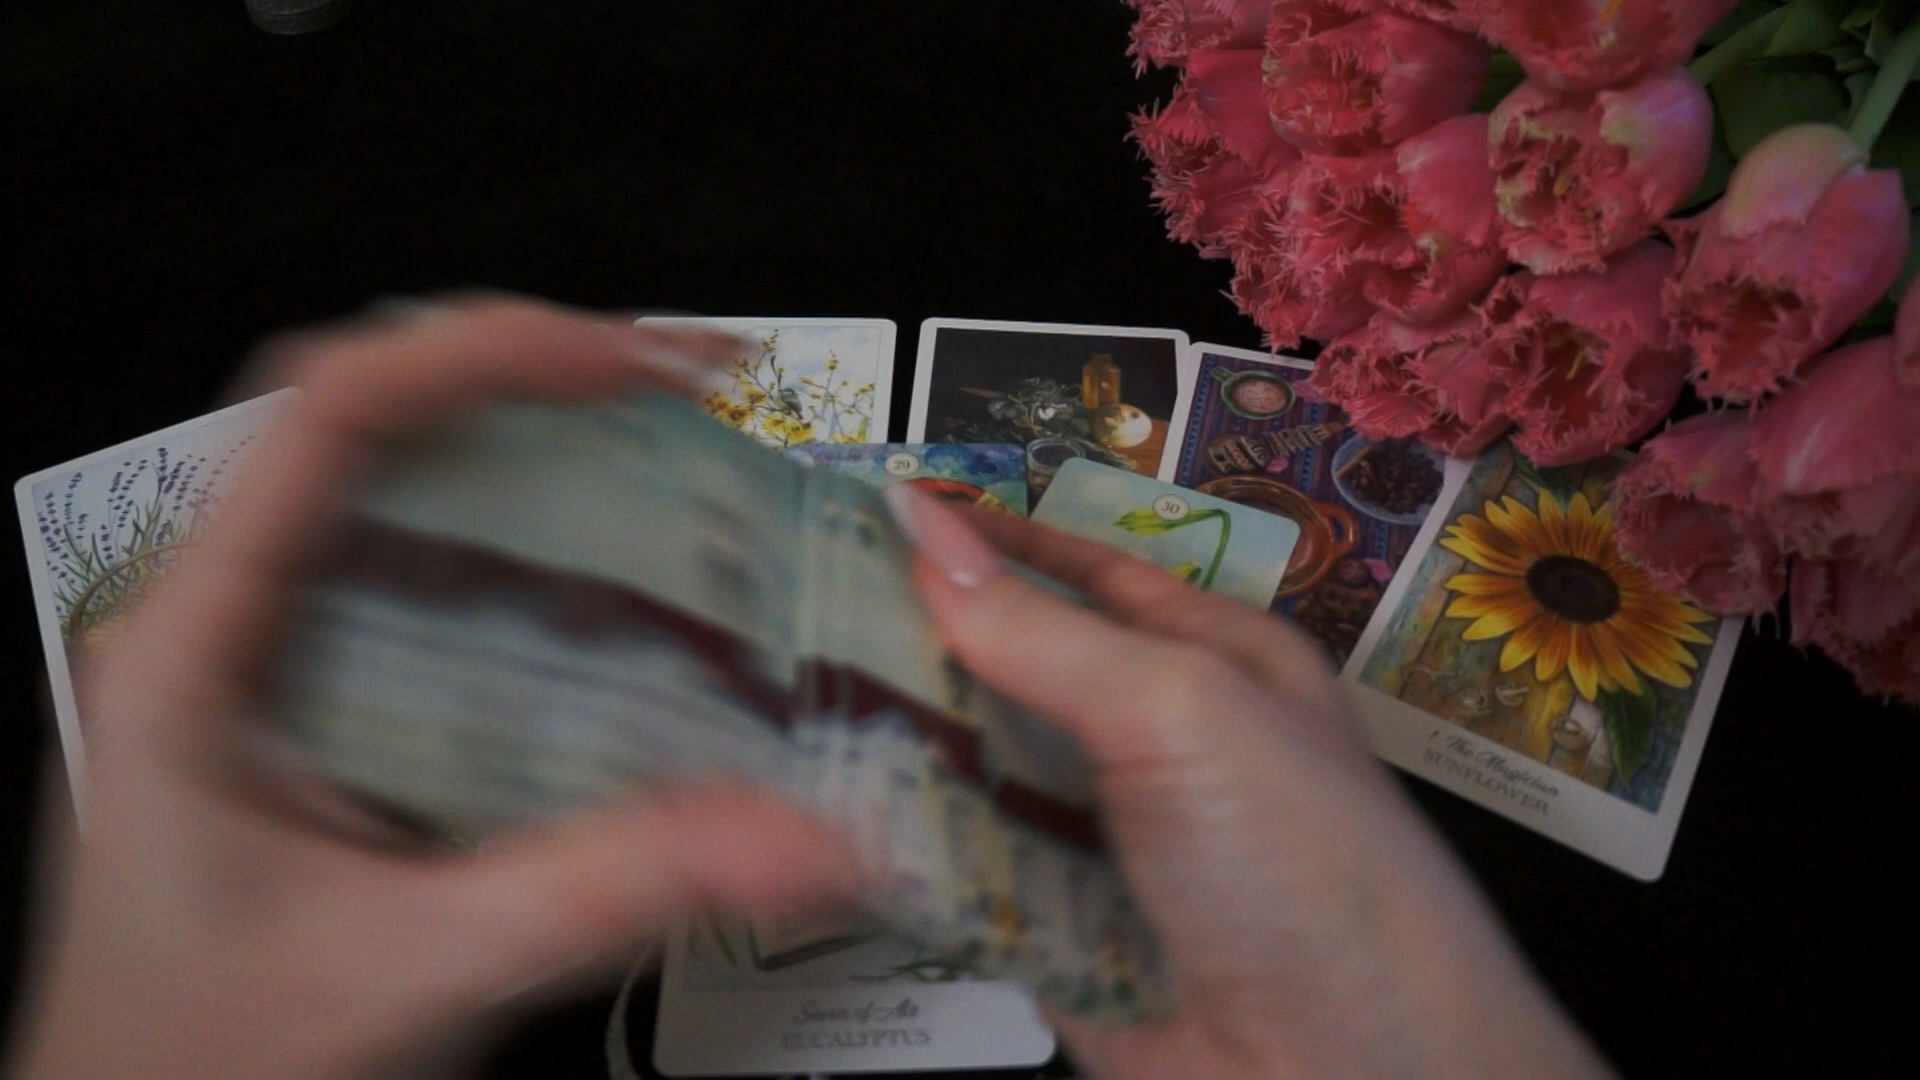 29
30
1 The Magician
SUNFLOWER
Seven of Air
EUCALYPTUS